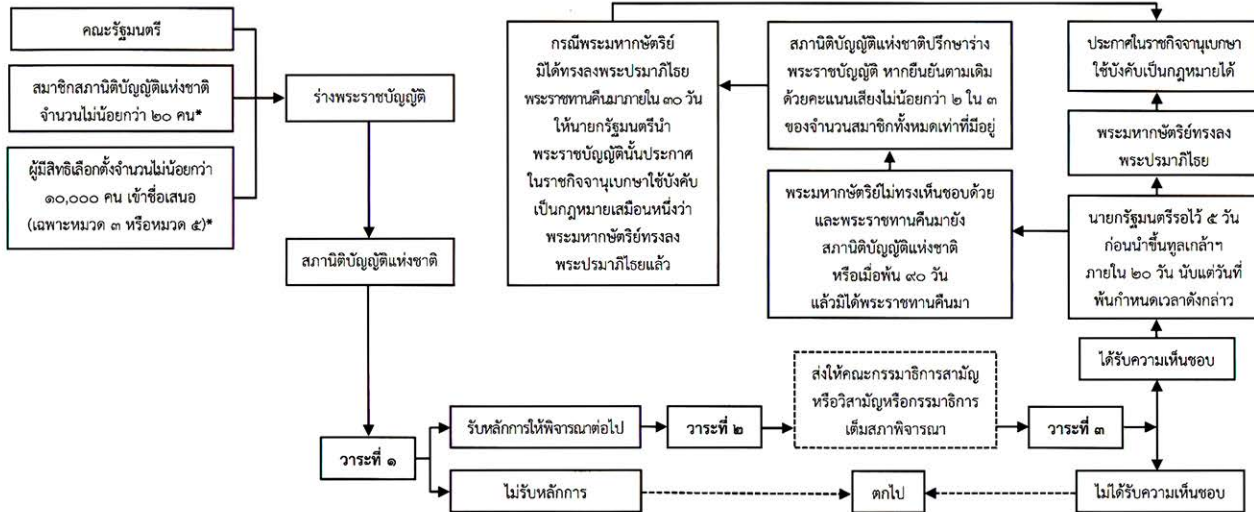 คณะรัฐมนตรี
สมาชิกสภานิติบัญญัติแห่งชาติ
จำนวนไม่น้อยกว่า ๒๐ คน*
ผู้มีสิทธิเลือกตั้งจำนวนไม่น้อยกว่า
๑๐,๐๐๐ คน เข้าชื่อเสนอ
(เฉพาะหมวด ๓ หรือหมวด ๕)*
ร่างพระราชบัญญัติ
สภานิติบัญญัติแห่งชาติ
วาระที่ ๑
รับหลักการให้พิจารณาต่อไป
ไม่รับหลักการ
วาระที่ ๒
ส่งให้คณะกรรมาธิการสามัญ
หรือวิสามัญหรือกรรมาธิการ
เต็มสภาพิจารณา
วาระที่ ๓
ตกไป
ไม่ได้รับความเห็นชอบ
ได้รับความเห็นชอบ
นายกรัฐมนตรีรอไว้ ๕ วัน
ก่อนนำขึ้นทูลเกล้าฯ
ภายใน ๒๐ วัน นับแต่วันที่
พ้นกำหนดเวลาดังกล่าว
พระมหากษัตริย์ทรงลง
พระปรมาภิไธย
ประกาศในราชกิจจานุเบกษา
ใช้บังคับเป็นกฎหมายได้
พระมหากษัตริย์ไม่ทรงเห็นชอบด้วย
และพระราชทานคืนมายัง
สภานิติบัญญัติแห่งชาติ
หรือเมื่อพ้น ๙๐ วัน
แล้วมิได้พระราชทานคืนมา
สภานิติบัญญัติแห่งชาติปรึกษาร่าง
พระราชบัญญัติ หากยืนยันตามเดิม
ด้วยคะแนนเสียงไม่น้อยกว่า ๒ ใน ๓
ของจำนวนสมาชิกทั้งหมดเท่าที่มีอยู่
กรณีพระมหากษัตริย์
มิได้ทรงลงพระปรมาภิไธย
พระราชทานคืนมาภายใน ๓๐ วัน
ให้นายกรัฐมนตรีนำ
พระราชบัญญัตินั้นประกาศ
ในราชกิจจานุเบกษาใช้บังคับ
เป็นกฎหมายเสมือนหนึ่งว่า
พระมหากษัตริย์ทรงลง
พระปรมาภิไธยแล้ว